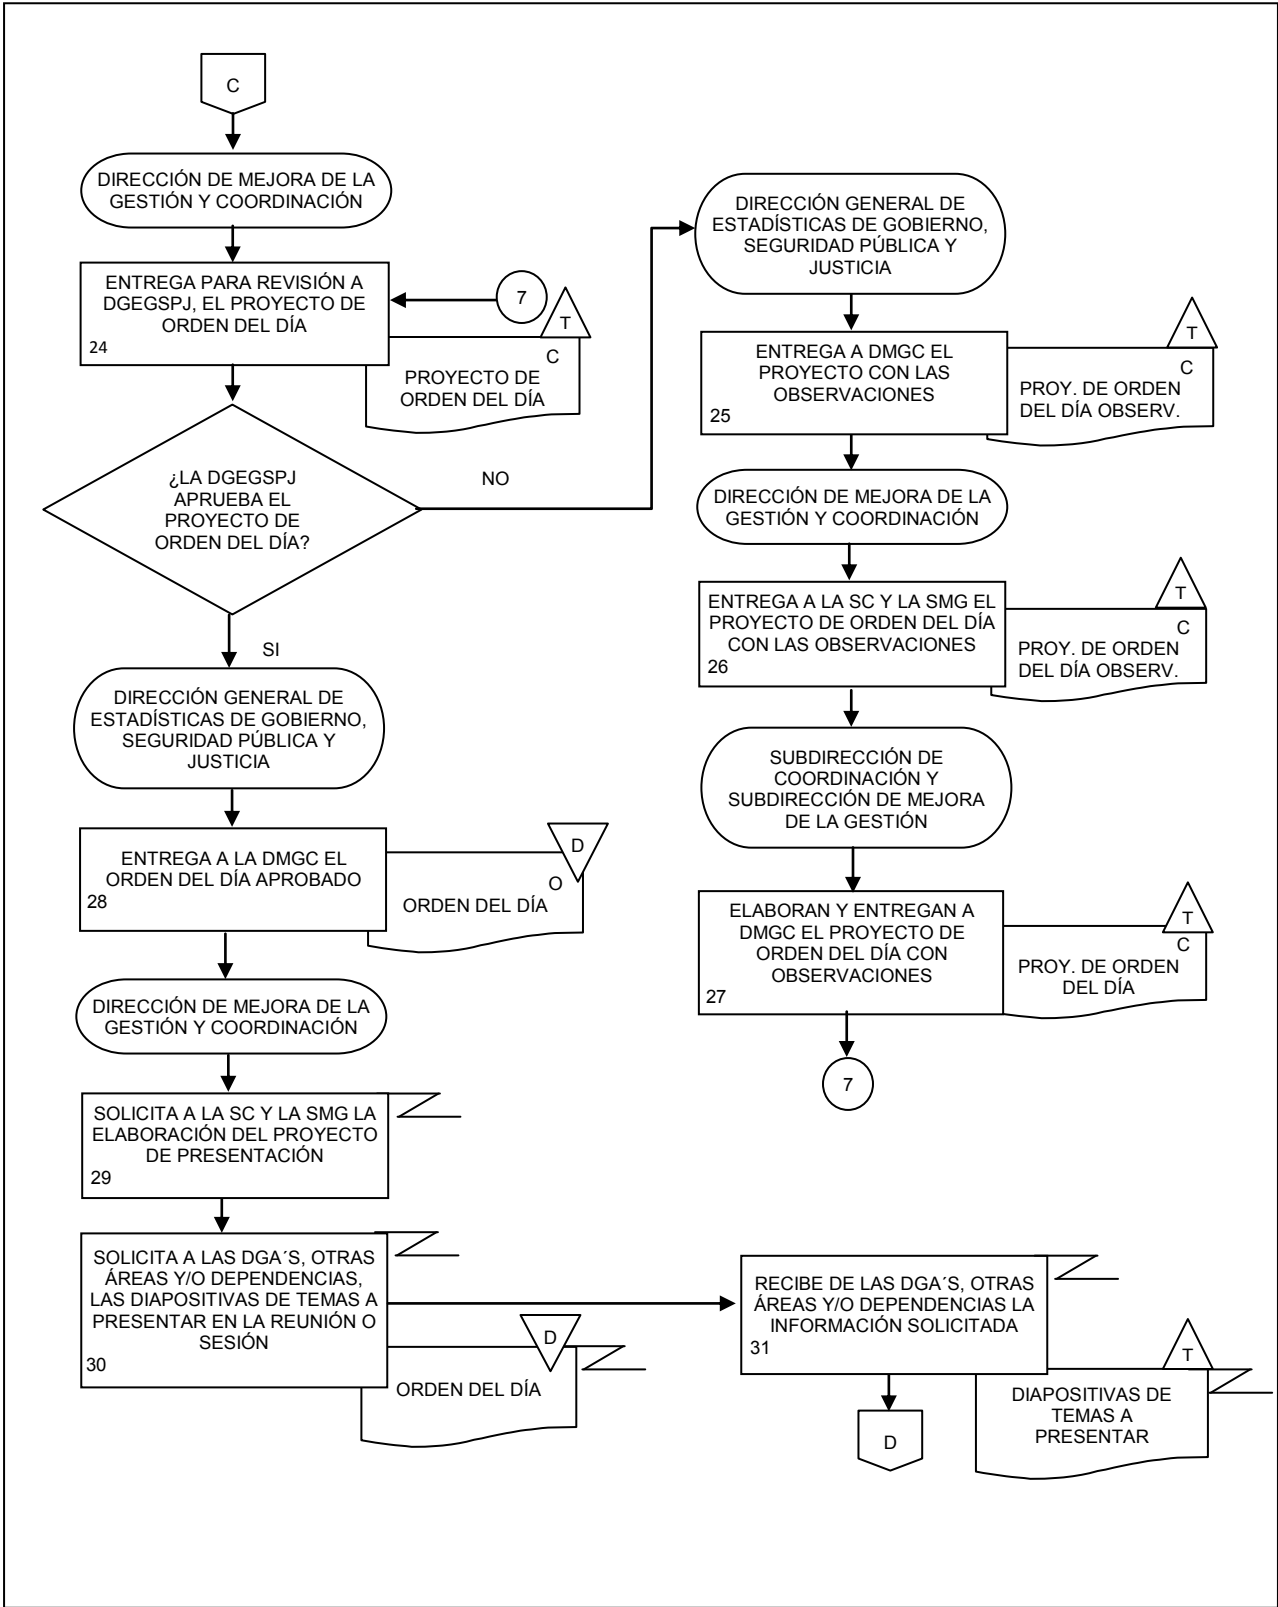 C
DIRECCIÓN DE MEJORA DE LA
GESTIÓN Y COORDINACIÓN
ENTREGA PARA REVISIÓN A
DGEGSPJ, EL PROYECTO DE
ORDEN DEL DÍA
24
7
T
C
PROYECTO DE
ORDEN DEL DÍA
¿LA DGEGSPJ
APRUEBA EL
PROYECTO DE
ORDEN DEL DÍA?
NO
SI
DIRECCIÓN GENERAL DE
ESTADÍSTICAS DE GOBIERNO,
SEGURIDAD PÚBLICA Y
JUSTICIA
ENTREGA A LA DMGC EL
ORDEN DEL DÍA APROBADO
28
D
O
ORDEN DEL DÍA
DIRECCIÓN DE MEJORA DE LA
GESTIÓN Y COORDINACIÓN
SOLICITA A LA SC Y LA SMG LA
ELABORACIÓN DEL PROYECTO
DE PRESENTACIÓN
29
SOLICITA A LAS DGA´S, OTRAS
ÁREAS Y/O DEPENDENCIAS,
LAS DIAPOSITIVAS DE TEMAS A
PRESENTAR EN LA REUNIÓN O
SESIÓN
30
D
ORDEN DEL DÍA
DIRECCIÓN GENERAL DE
ESTADÍSTICAS DE GOBIERNO,
SEGURIDAD PÚBLICA Y
JUSTICIA
ENTREGA A DMGC EL
PROYECTO CON LAS
OBSERVACIONES
25
T
C
PROY. DE ORDEN
DEL DÍA OBSERV.
DIRECCIÓN DE MEJORA DE LA
GESTIÓN Y COORDINACIÓN
ENTREGA A LA SC Y LA SMG EL
PROYECTO DE ORDEN DEL DÍA
CON LAS OBSERVACIONES
26
T
C
PROY. DE ORDEN
DEL DÍA OBSERV.
SUBDIRECCIÓN DE
COORDINACIÓN Y
SUBDIRECCIÓN DE MEJORA
DE LA GESTIÓN
ELABORAN Y ENTREGAN A
DMGC EL PROYECTO DE
ORDEN DEL DÍA CON
OBSERVACIONES
27
T
C
PROY. DE ORDEN
DEL DÍA
7
RECIBE DE LAS DGA´S, OTRAS
ÁREAS Y/O DEPENDENCIAS LA
INFORMACIÓN SOLICITADA
31
T
DIAPOSITIVAS DE
TEMAS A
PRESENTAR
D